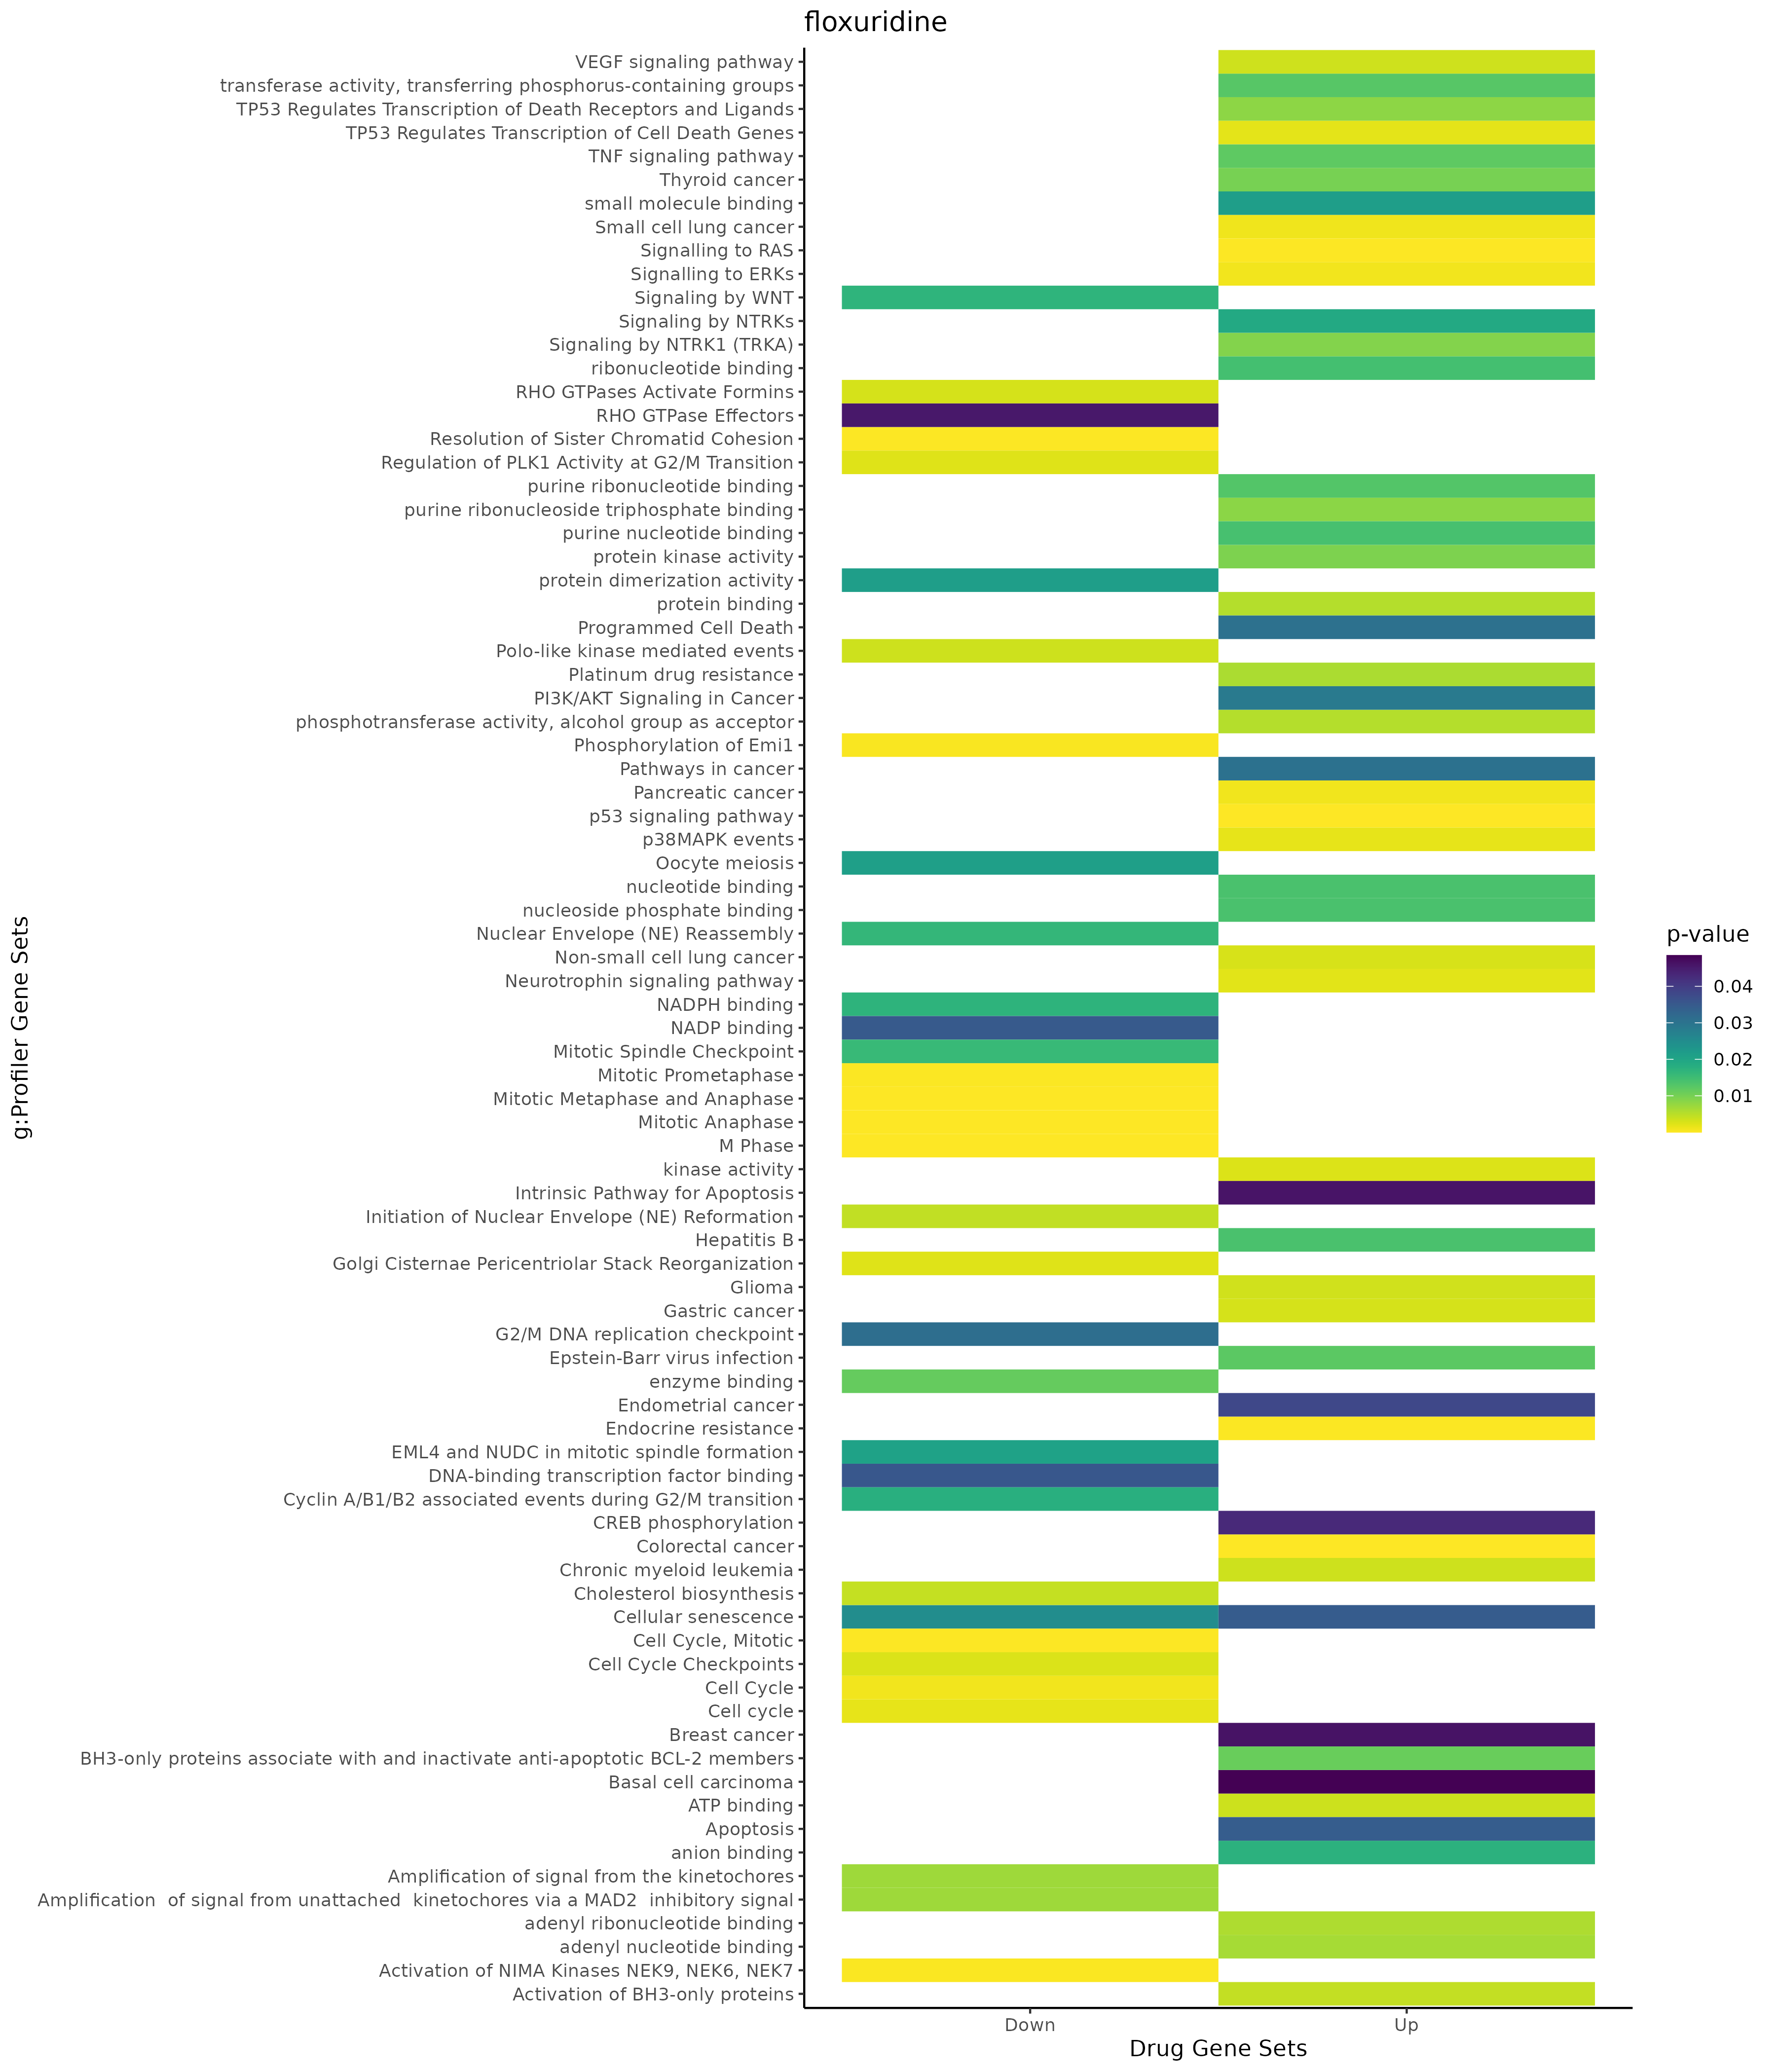 floxuridine
g:Profiler Gene Sets
VEGF signaling pathway
transferase activity, transferring phosphorus-containing groups
TP53 Regulates Transcription of Death Receptors and Ligands
TP53 Regulates Transcription of Cell Death Genes
TNF signaling pathway
Thyroid cancer
small molecule binding
Small cell lung cancer
Signalling to RAS
Signalling to ERKs
Signaling by WNT
Signaling by NTRKs
Signaling by NTRK1 (TRKA)
ribonucleotide binding
RHO GTPases Activate Formins
RHO GTPase Effectors
Resolution of Sister Chromatid Cohesion
Regulation of PLK1 Activity at G2/M Transition
purine ribonucleotide binding
purine ribonucleoside triphosphate binding
purine nucleotide binding
protein kinase activity
protein dimerization activity
protein binding
Programmed Cell Death
Polo-like kinase mediated events
Platinum drug resistance
PI3K/AKT Signaling in Cancer
phosphotransferase activity, alcohol group as acceptor
Phosphorylation of Emi1
Pathways in cancer
Pancreatic cancer
p53 signaling pathway
p38MAPK events
Oocyte meiosis
nucleotide binding
nucleoside phosphate binding
Nuclear Envelope (NE) Reassembly
Non-small cell lung cancer
Neurotrophin signaling pathway
NADPH binding
NADP binding
Mitotic Spindle Checkpoint
Mitotic Prometaphase
Mitotic Metaphase and Anaphase
Mitotic Anaphase
M Phase
kinase activity
Intrinsic Pathway for Apoptosis
Initiation of Nuclear Envelope (NE) Reformation
Hepatitis B
Golgi Cisternae Pericentriolar Stack Reorganization
Glioma
Gastric cancer
G2/M DNA replication checkpoint
Epstein-Barr virus infection
enzyme binding
Endometrial cancer
Endocrine resistance
EML4 and NUDC in mitotic spindle formation
DNA-binding transcription factor binding
Cyclin A/B1/B2 associated events during G2/M transition
CREB phosphorylation
Colorectal cancer
Chronic myeloid leukemia
Cholesterol biosynthesis
Cellular senescence
Cell Cycle, Mitotic
Cell Cycle Checkpoints
Cell Cycle
Cell cycle
Breast cancer
BH3-only proteins associate with and inactivate anti-apoptotic BCL-2 members
Basal cell carcinoma
ATP binding
Apoptosis
anion binding
Amplification of signal from the kinetochores
Amplification  of signal from unattached  kinetochores via a MAD2  inhibitory signal
adenyl ribonucleotide binding
adenyl nucleotide binding
Activation of NIMA Kinases NEK9, NEK6, NEK7
Activation of BH3-only proteins
Down
Up
Drug Gene Sets
p-value
0.04
0.03
0.02
0.01